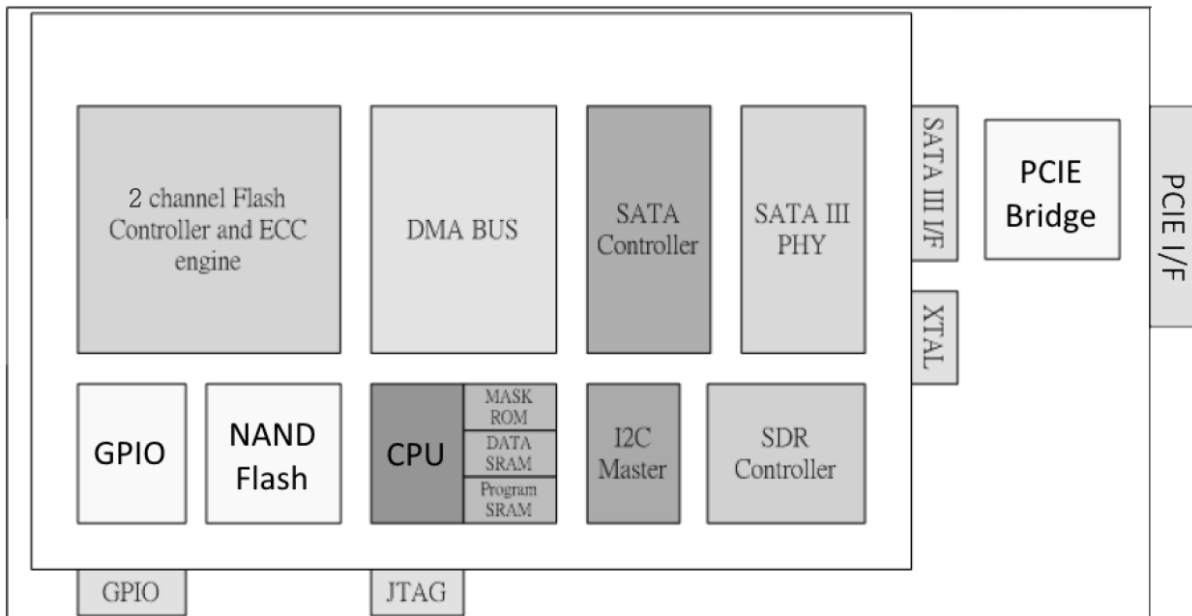 2 channel Flash
Controller and ECC
engine
DMA BUS
SATA
Controller
SATA III
PHY
SATA III I/F
PCIE
Bridge
PCIE I/F
XTAL
GPIO
NAND
Flash
CPU
MASK
ROM
DATA
SRAM
Program
SRAM
I2C
Master
SDR
Controller
GPIO
JTAG